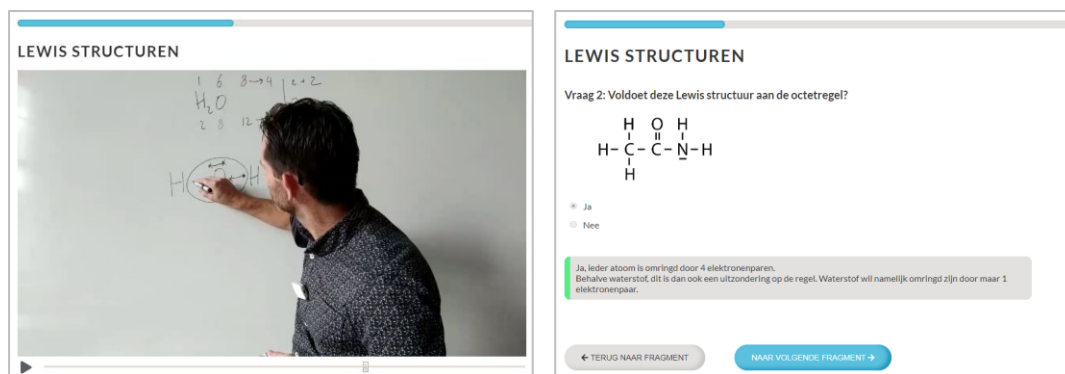 LEWIS STRUCTUREN
1 6 8→4 | 2+2
H₂O
2 8 12
H H
LEWIS STRUCTUREN
Vraag 2: Voldoet deze Lewis structuur aan de octetregel?
H O H
H-C-C-N-H
H
Ja
Nee
Ja, ieder atoom is omringd door 4 elektronenparen.
Behalve waterstof, dit is dan ook een uitzondering op de regel. Waterstof wil namelijk omringd zijn door maar 1
elektronenpaar.
← TERUG NAAR FRAGMENT
NAAR VOLGENDE FRAGMENT →